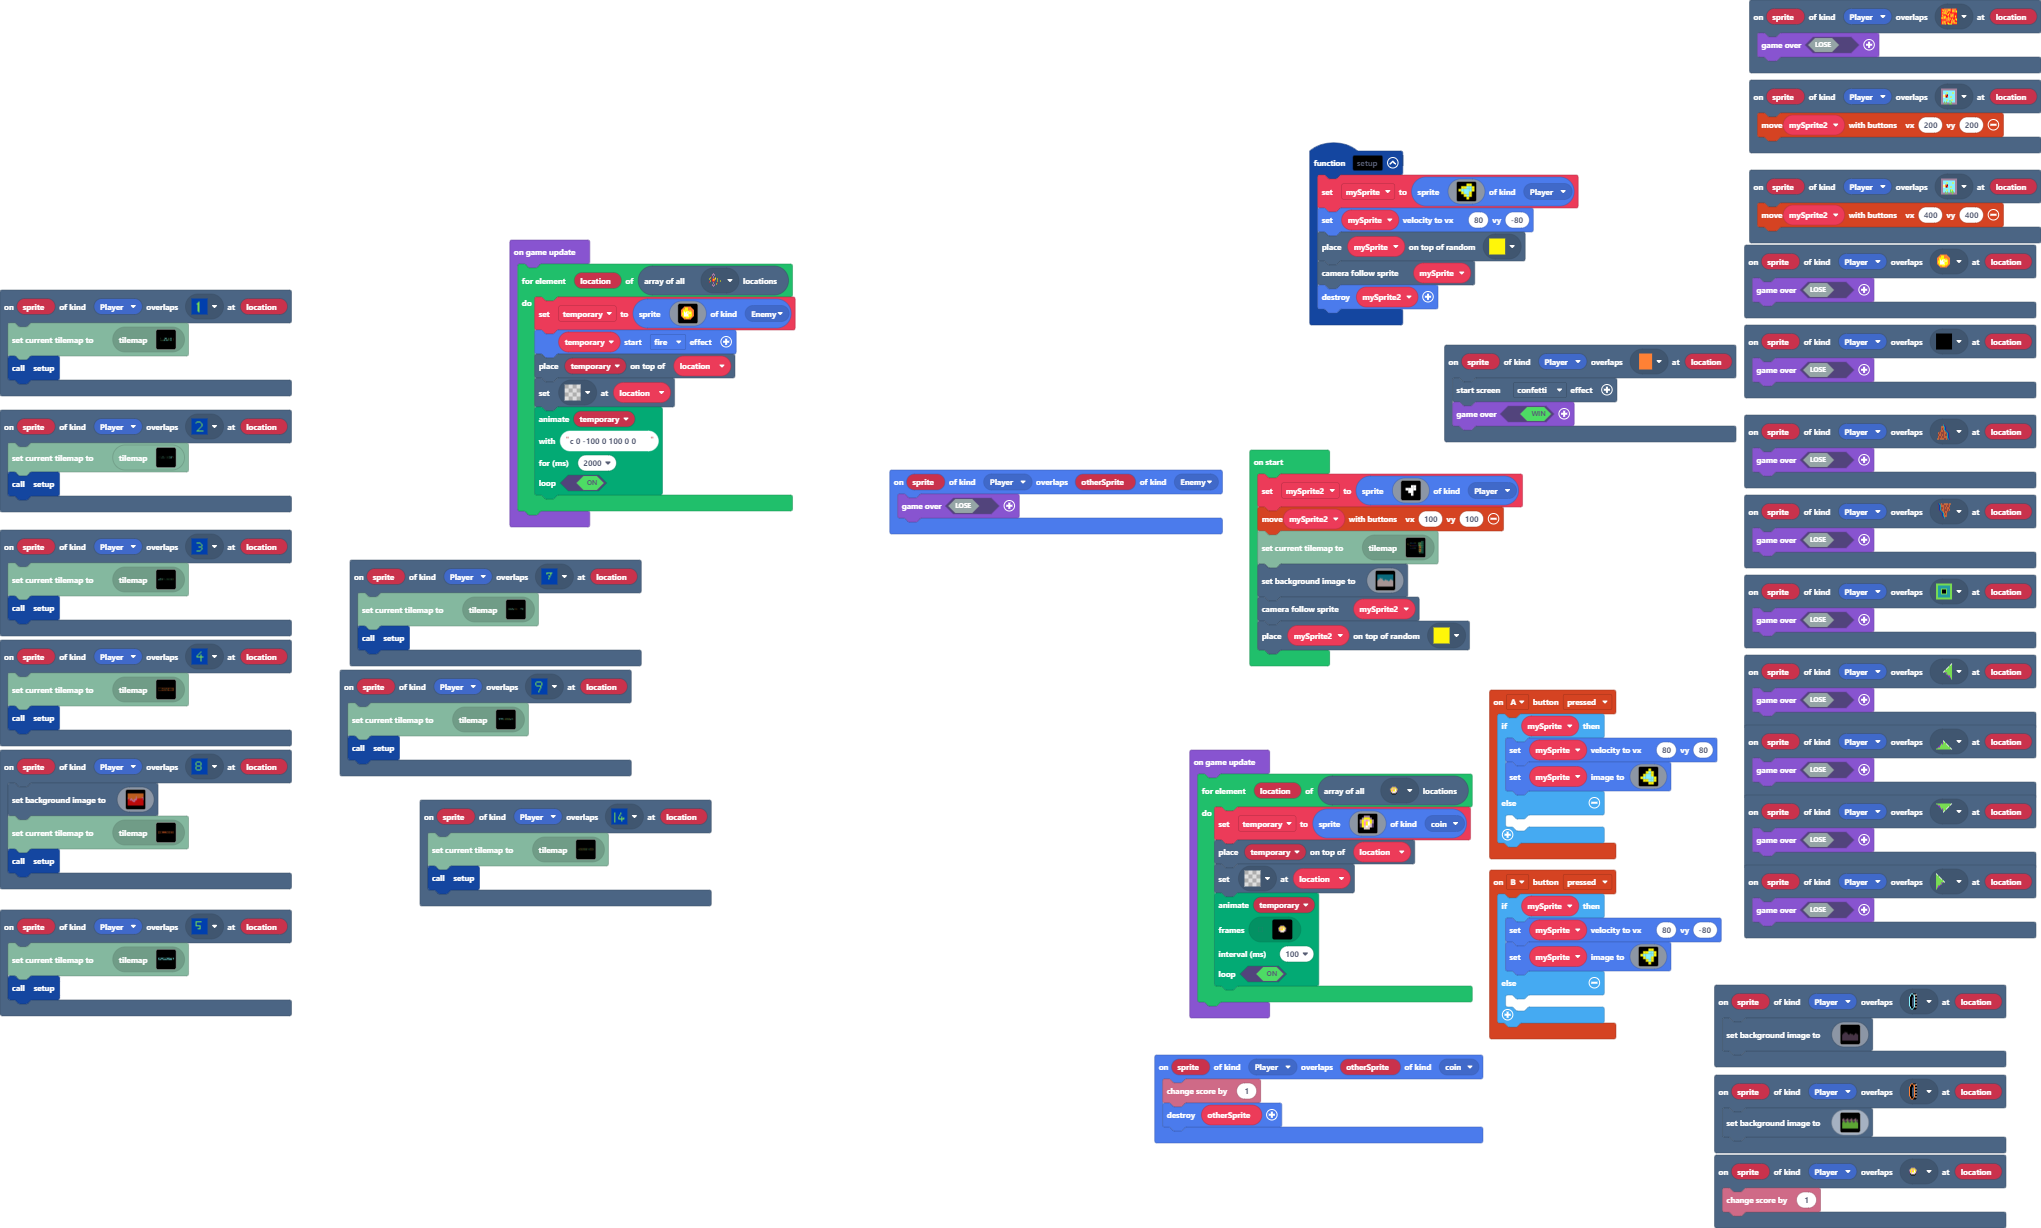 on sprite of kind Player overlaps 1 at location
set current tilemap to tilemap
call setup
on sprite of kind Player overlaps 2 at location
set current tilemap to tilemap
call setup
on sprite of kind Player overlaps 3 at location
set current tilemap to tilemap
call setup
on sprite of kind Player overlaps 4 at location
set current tilemap to tilemap
call setup
on sprite of kind Player overlaps 8 at location
set background image to
set current tilemap to tilemap
call setup
on sprite of kind Player overlaps 5 at location
set current tilemap to tilemap
call setup
on game update
for element location of array of all locations
do
set temporary to sprite of kind Enemy
temporary start fire effect
place temporary on top of location
set at location
animate temporary
with "c 0 -100 0 100 0 0 "
for (ms) 2000
loop ON
on sprite of kind Player overlaps 7 at location
set current tilemap to tilemap
call setup
on sprite of kind Player overlaps 9 at location
set current tilemap to tilemap
call setup
on sprite of kind Player overlaps 14 at location
set current tilemap to tilemap
call setup
on sprite of kind Player overlaps otherSprite of kind Enemy
game over LOSE
function setup
set mySprite to sprite of kind Player
set mySprite velocity to vx 80 vy -80
place mySprite on top of random
camera follow sprite mySprite
destroy mySprite2
on sprite of kind Player overlaps at location
start screen confetti effect
game over WIN
on start
set mySprite2 to sprite of kind Player
move mySprite2 with buttons vx 100 vy 100
set current tilemap to tilemap
set background image to
camera follow sprite mySprite2
place mySprite2 on top of random
on game update
for element location of array of all locations
do
set temporary to sprite of kind coin
place temporary on top of location
set at location
animate temporary
frames
interval (ms) 100
loop ON
on A button pressed
if mySprite then
set mySprite velocity to vx 80 vy 80
set mySprite image to
else
on B button pressed
if mySprite then
set mySprite velocity to vx 80 vy -80
set mySprite image to
else
on sprite of kind Player overlaps otherSprite of kind coin
change score by 1
destroy otherSprite
on sprite of kind Player overlaps at location
game over LOSE
on sprite of kind Player overlaps at location
move mySprite2 with buttons vx 200 vy 200
on sprite of kind Player overlaps at location
move mySprite2 with buttons vx 400 vy 400
on sprite of kind Player overlaps at location
game over LOSE
on sprite of kind Player overlaps at location
game over LOSE
on sprite of kind Player overlaps at location
game over LOSE
on sprite of kind Player overlaps at location
game over LOSE
on sprite of kind Player overlaps at location
game over LOSE
on sprite of kind Player overlaps at location
game over LOSE
on sprite of kind Player overlaps at location
game over LOSE
on sprite of kind Player overlaps at location
game over LOSE
on sprite of kind Player overlaps at location
game over LOSE
on sprite of kind Player overlaps at location
set background image to
on sprite of kind Player overlaps at location
set background image to
on sprite of kind Player overlaps at location
change score by 1